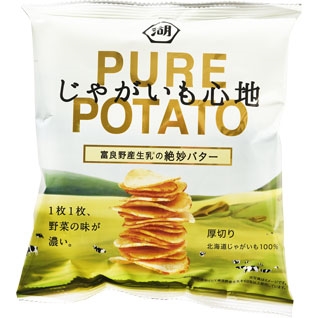 湖
PURE
じゃがいも心地
POTATO
富良野産生乳の絶妙バター
1枚1枚、
野菜の味が
濃い。
厚切り
北海道じゃがいも100%